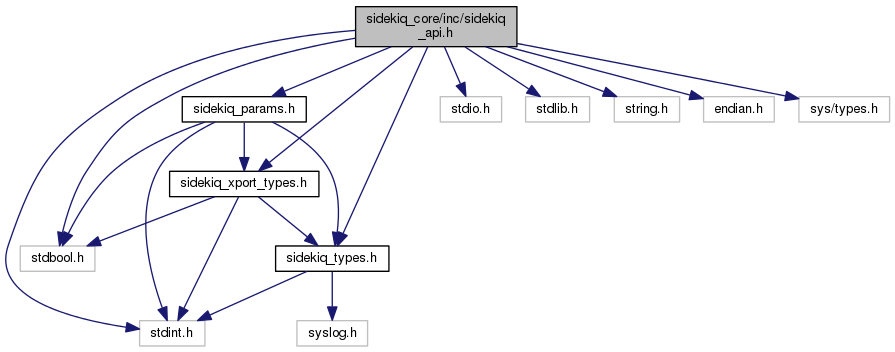 sidekiq_core/inc/sidekiq
_api.h
sidekiq_params.h
stdio.h
stdlib.h
string.h
endian.h
sys/types.h
sidekiq_xport_types.h
stdbool.h
sidekiq_types.h
stdint.h
syslog.h